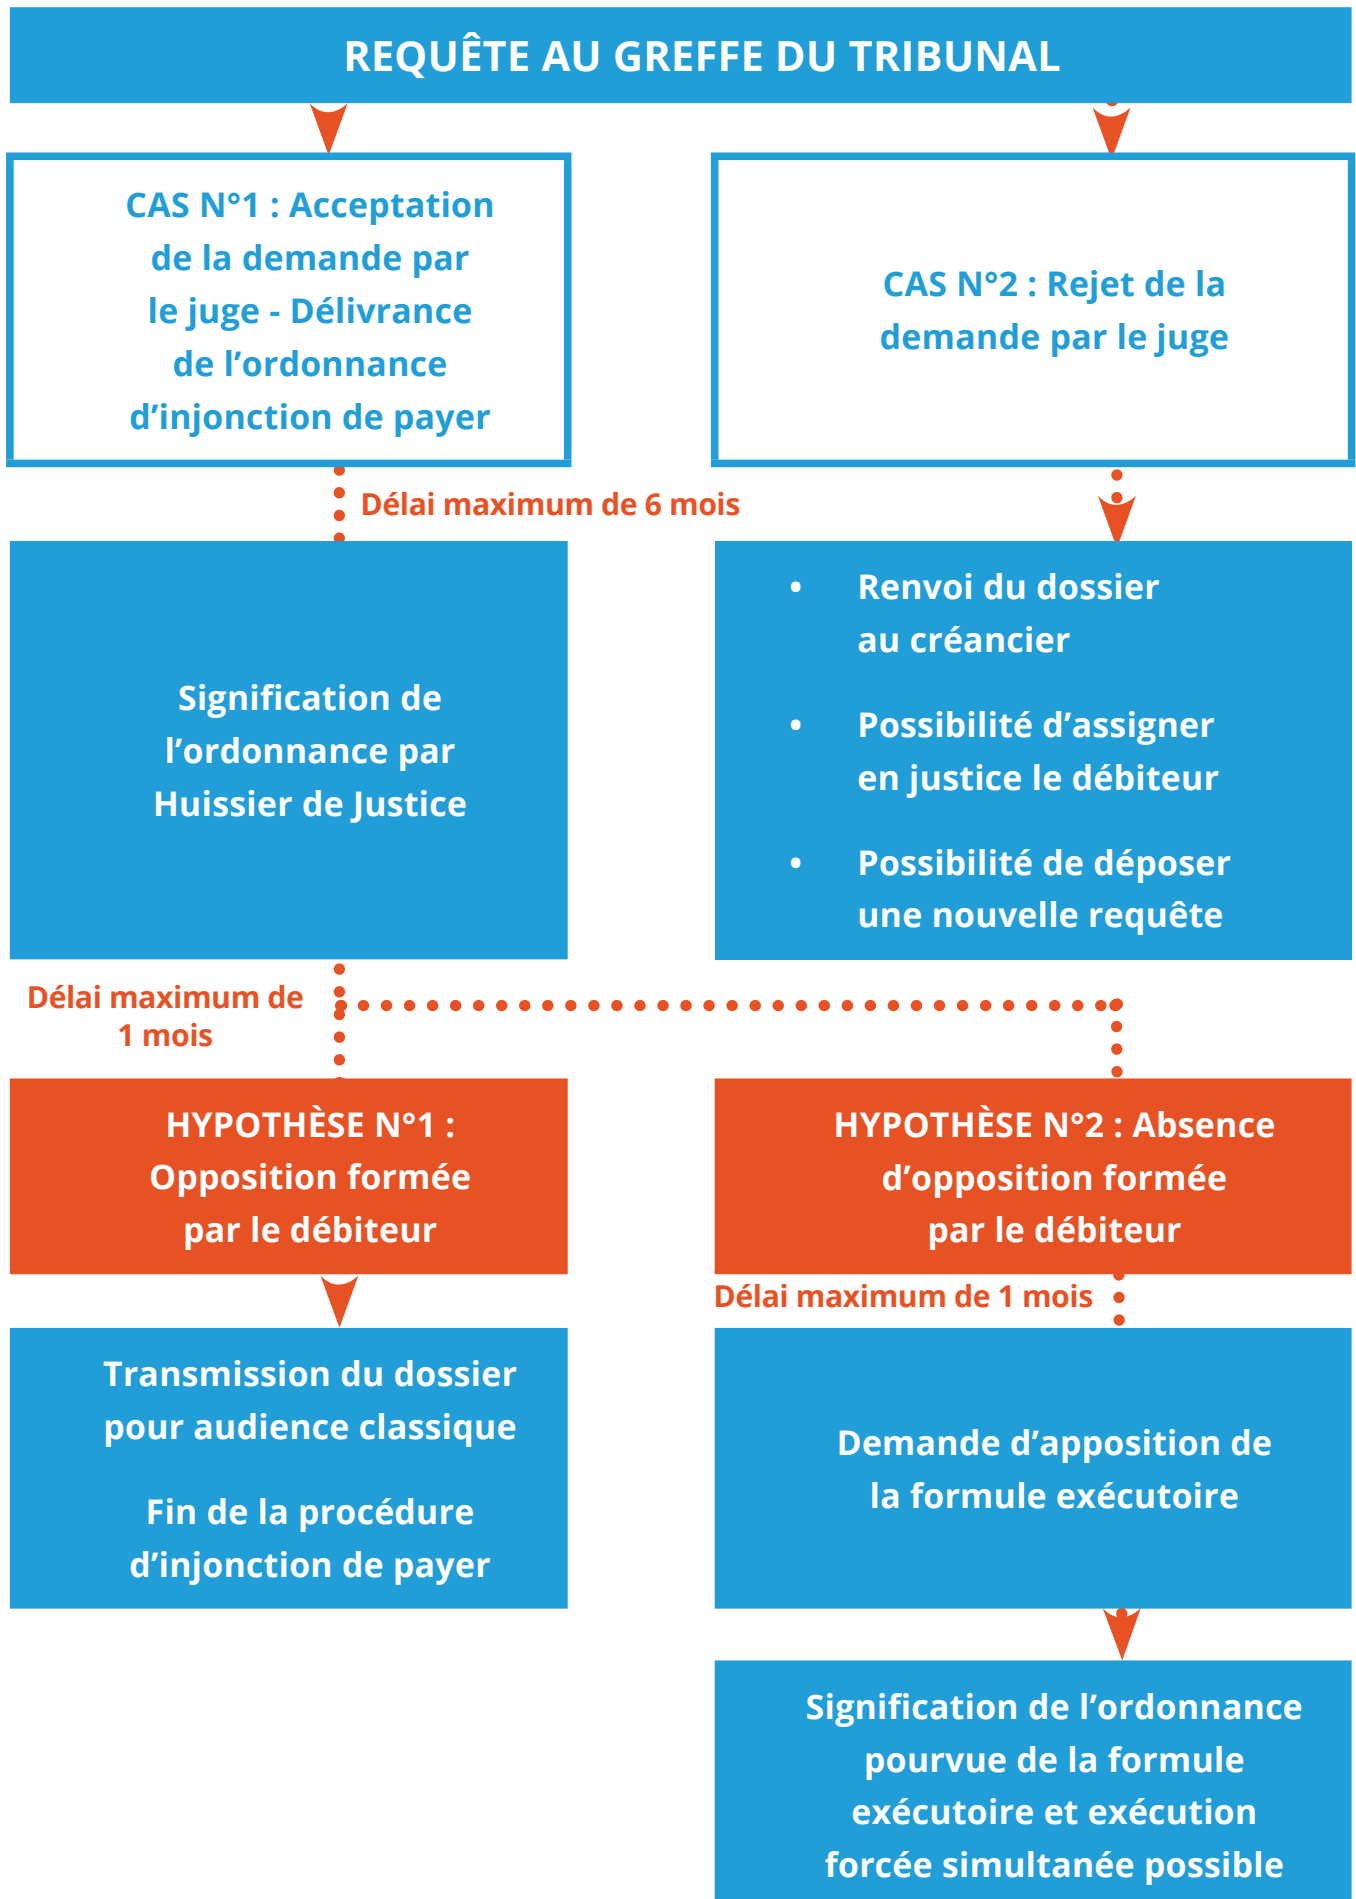 REQUÊTE AU GREFFE DU TRIBUNAL
CAS N°1 : Acceptation
de la demande par
le juge - Délivrance
de l’ordonnance
d’injonction de payer
CAS N°2 : Rejet de la
demande par le juge
Délai maximum de 6 mois
Signification de
l’ordonnance par
Huissier de Justice
• Renvoi du dossier
au créancier
• Possibilité d’assigner
en justice le débiteur
• Possibilité de déposer
une nouvelle requête
Délai maximum de
1 mois
HYPOTHÈSE N°1 :
Opposition formée
par le débiteur
HYPOTHÈSE N°2 : Absence
d’opposition formée
par le débiteur
Délai maximum de 1 mois
Transmission du dossier
pour audience classique
Fin de la procédure
d’injonction de payer
Demande d’apposition de
la formule exécutoire
Signification de l’ordonnance
pourvue de la formule
exécutoire et exécution
forcée simultanée possible